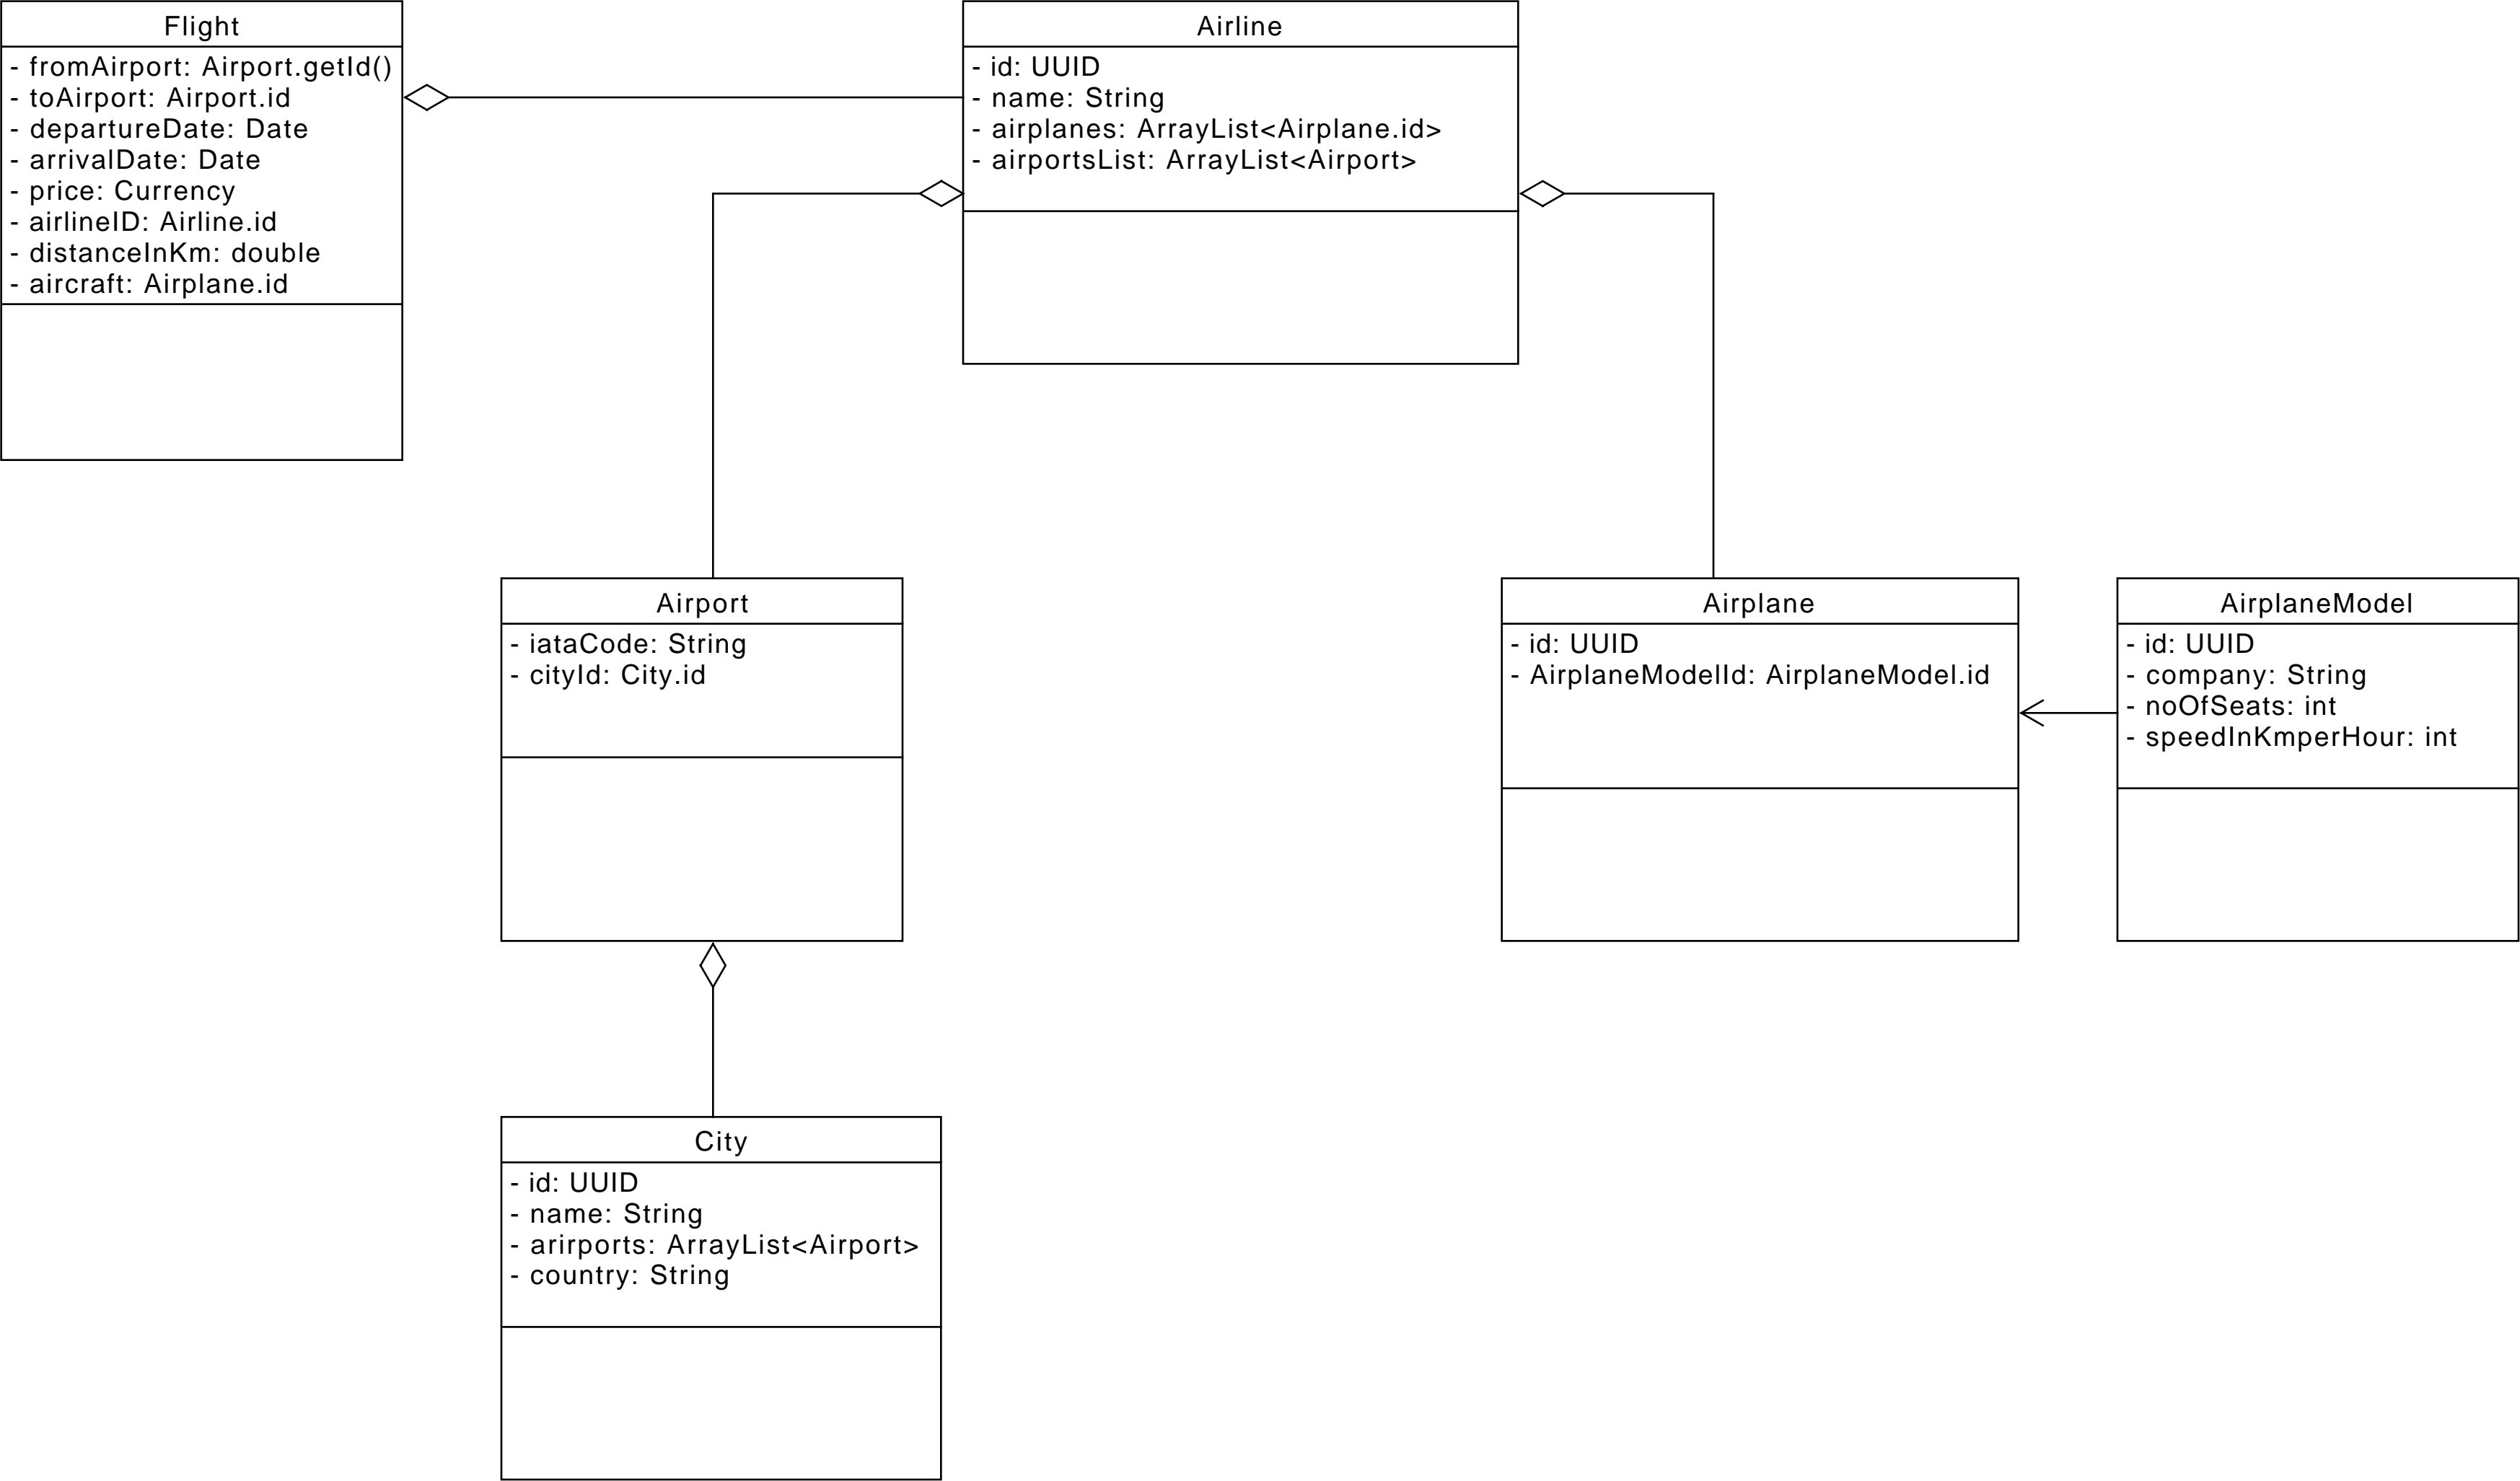 Flight
- fromAirport: Airport.getId()
- toAirport: Airport.id
- departureDate: Date
- arrivalDate: Date
- price: Currency
- airlineID: Airline.id
- distanceInKm: double
- aircraft: Airplane.id
Airline
- id: UUID
- name: String
- airplanes: ArrayList<Airplane.id>
- airportsList: ArrayList<Airport>
Airport
- iataCode: String
- cityId: City.id
Airplane
- id: UUID
- AirplaneModelId: AirplaneModel.id
AirplaneModel
- id: UUID
- company: String
- noOfSeats: int
- speedInKmperHour: int
City
- id: UUID
- name: String
- arirports: ArrayList<Airport>
- country: String